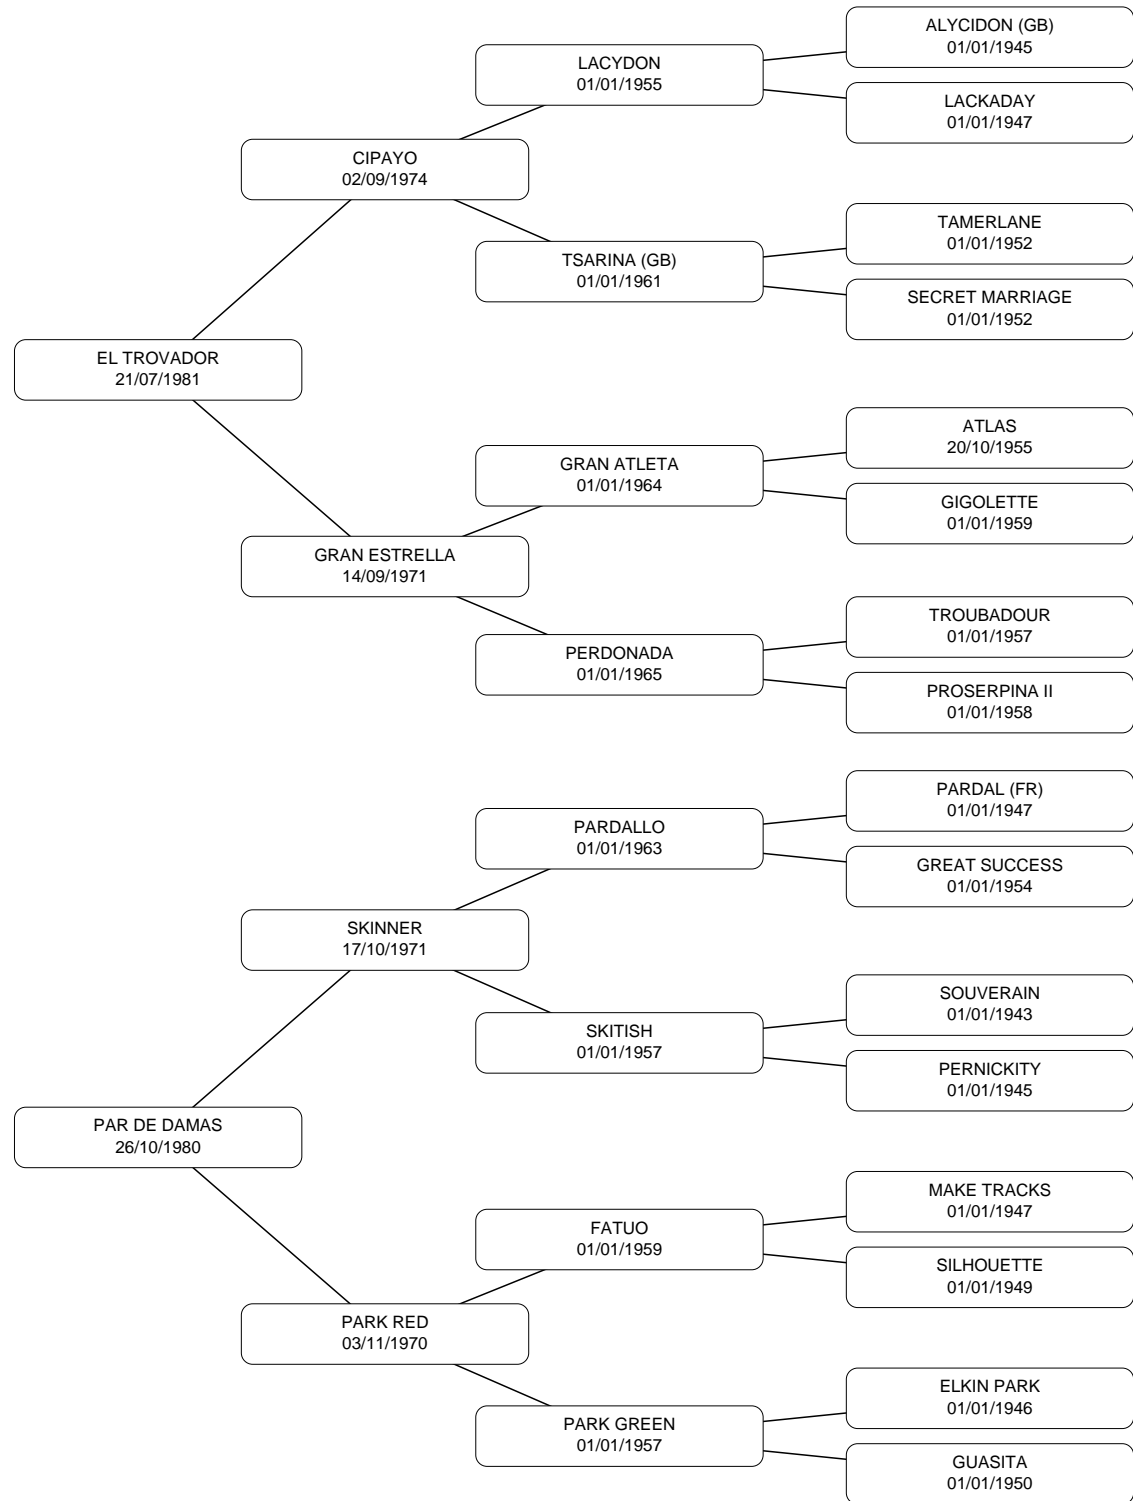 ALYCIDON (GB)
01/01/1945
LACYDON
01/01/1955
LACKADAY
01/01/1947
CIPAYO
02/09/1974
TAMERLANE
01/01/1952
TSARINA (GB)
01/01/1961
SECRET MARRIAGE
01/01/1952
EL TROVADOR
21/07/1981
ATLAS
20/10/1955
GRAN ATLETA
01/01/1964
GIGOLETTE
01/01/1959
GRAN ESTRELLA
14/09/1971
TROUBADOUR
01/01/1957
PERDONADA
01/01/1965
PROSERPINA II
01/01/1958
PARDAL (FR)
01/01/1947
PARDALLO
01/01/1963
GREAT SUCCESS
01/01/1954
SKINNER
17/10/1971
SOUVERAIN
01/01/1943
SKITISH
01/01/1957
PERNICKITY
01/01/1945
PAR DE DAMAS
26/10/1980
MAKE TRACKS
01/01/1947
FATUO
01/01/1959
SILHOUETTE
01/01/1949
PARK RED
03/11/1970
ELKIN PARK
01/01/1946
PARK GREEN
01/01/1957
GUASITA
01/01/1950